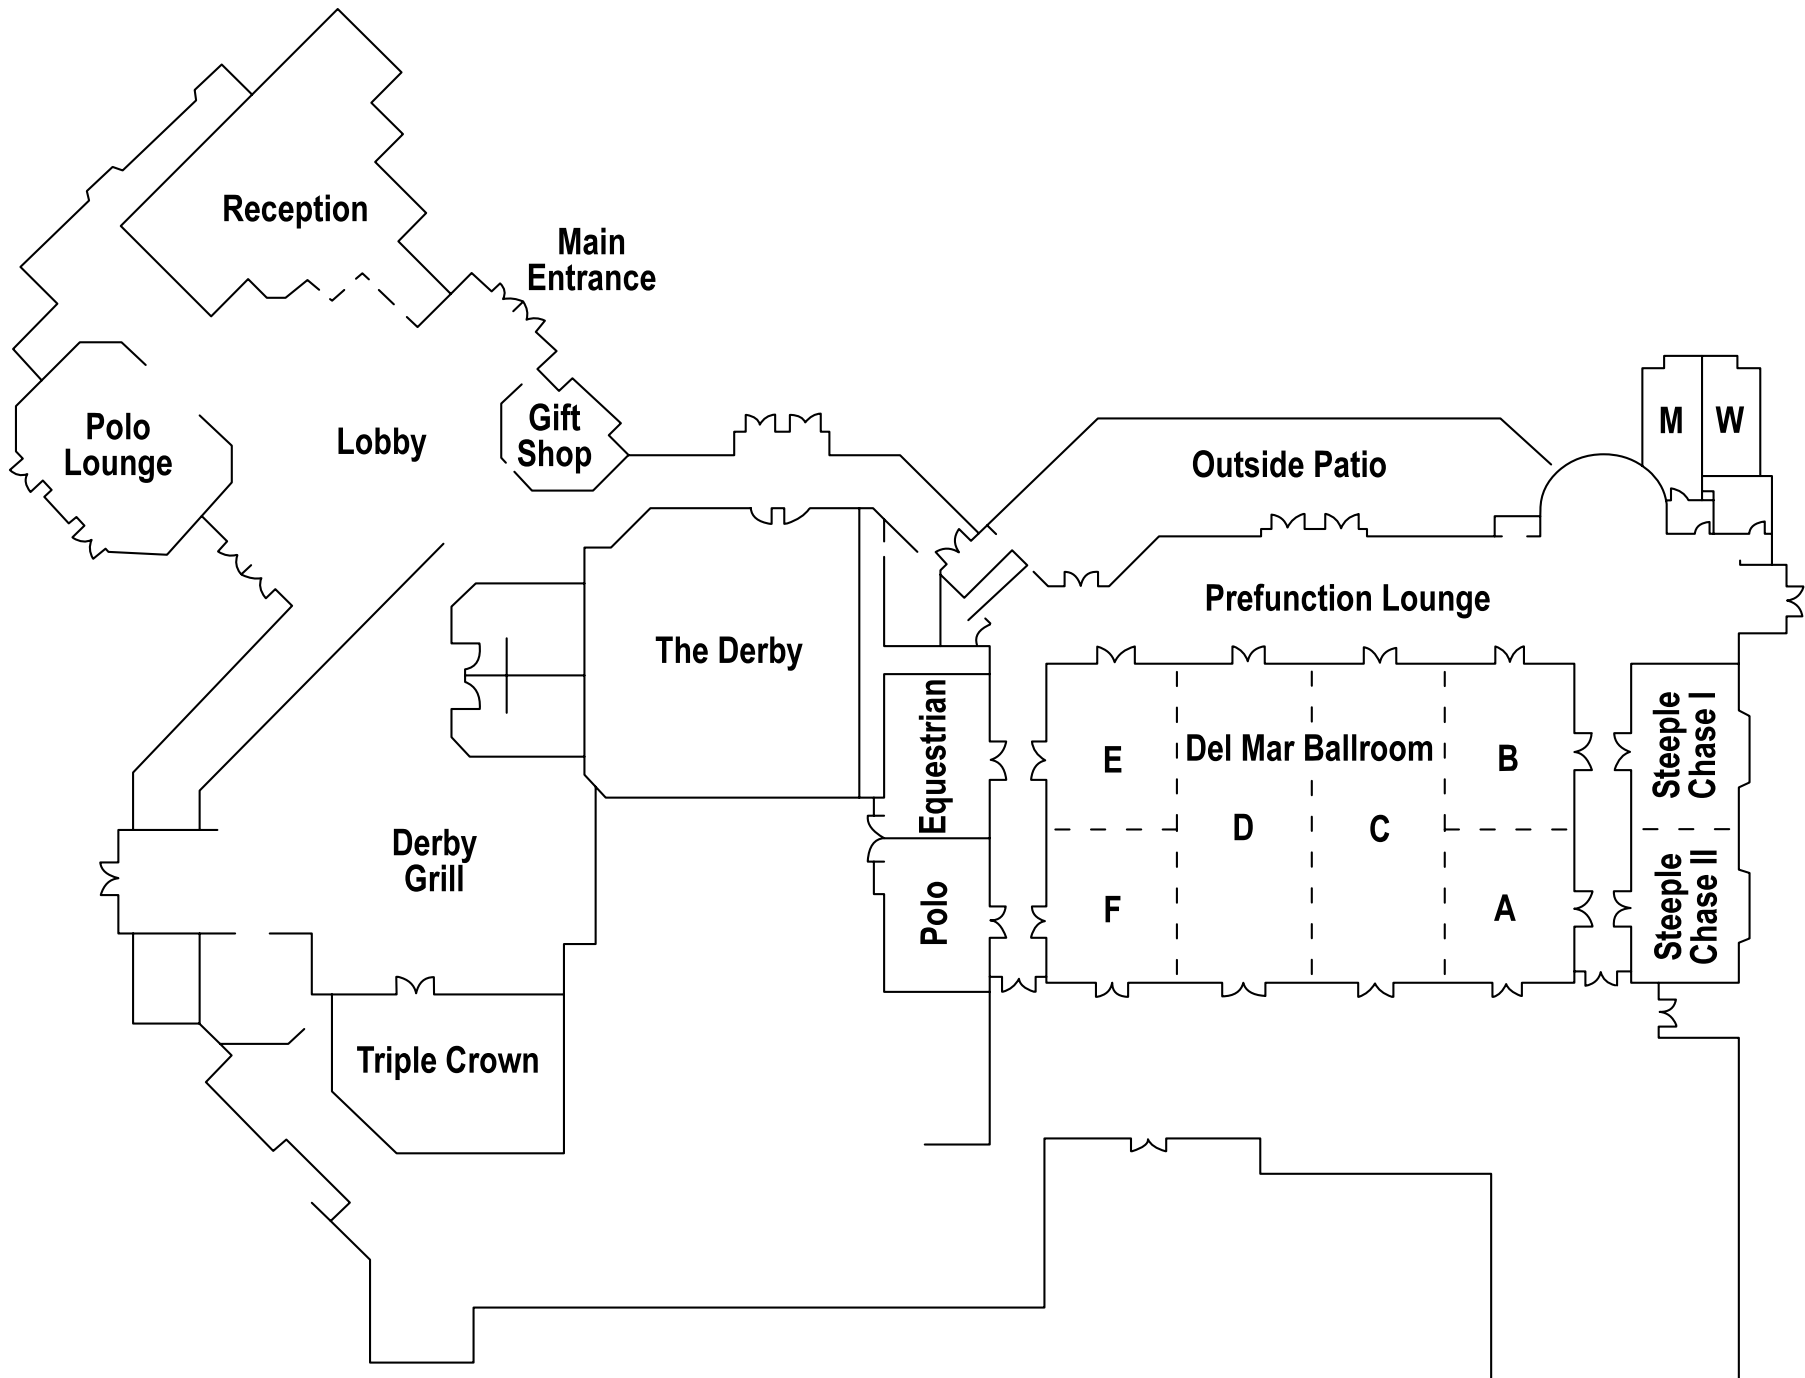 Reception
Main
Entrance
Polo
Lounge
Lobby
Gift
Shop
Outside Patio
M
W
Prefunction Lounge
The Derby
Equestrian
Polo
Del Mar Ballroom
E
B
D
C
F
A
Steeple
Chase I
Steeple
Chase II
Derby
Grill
Triple Crown